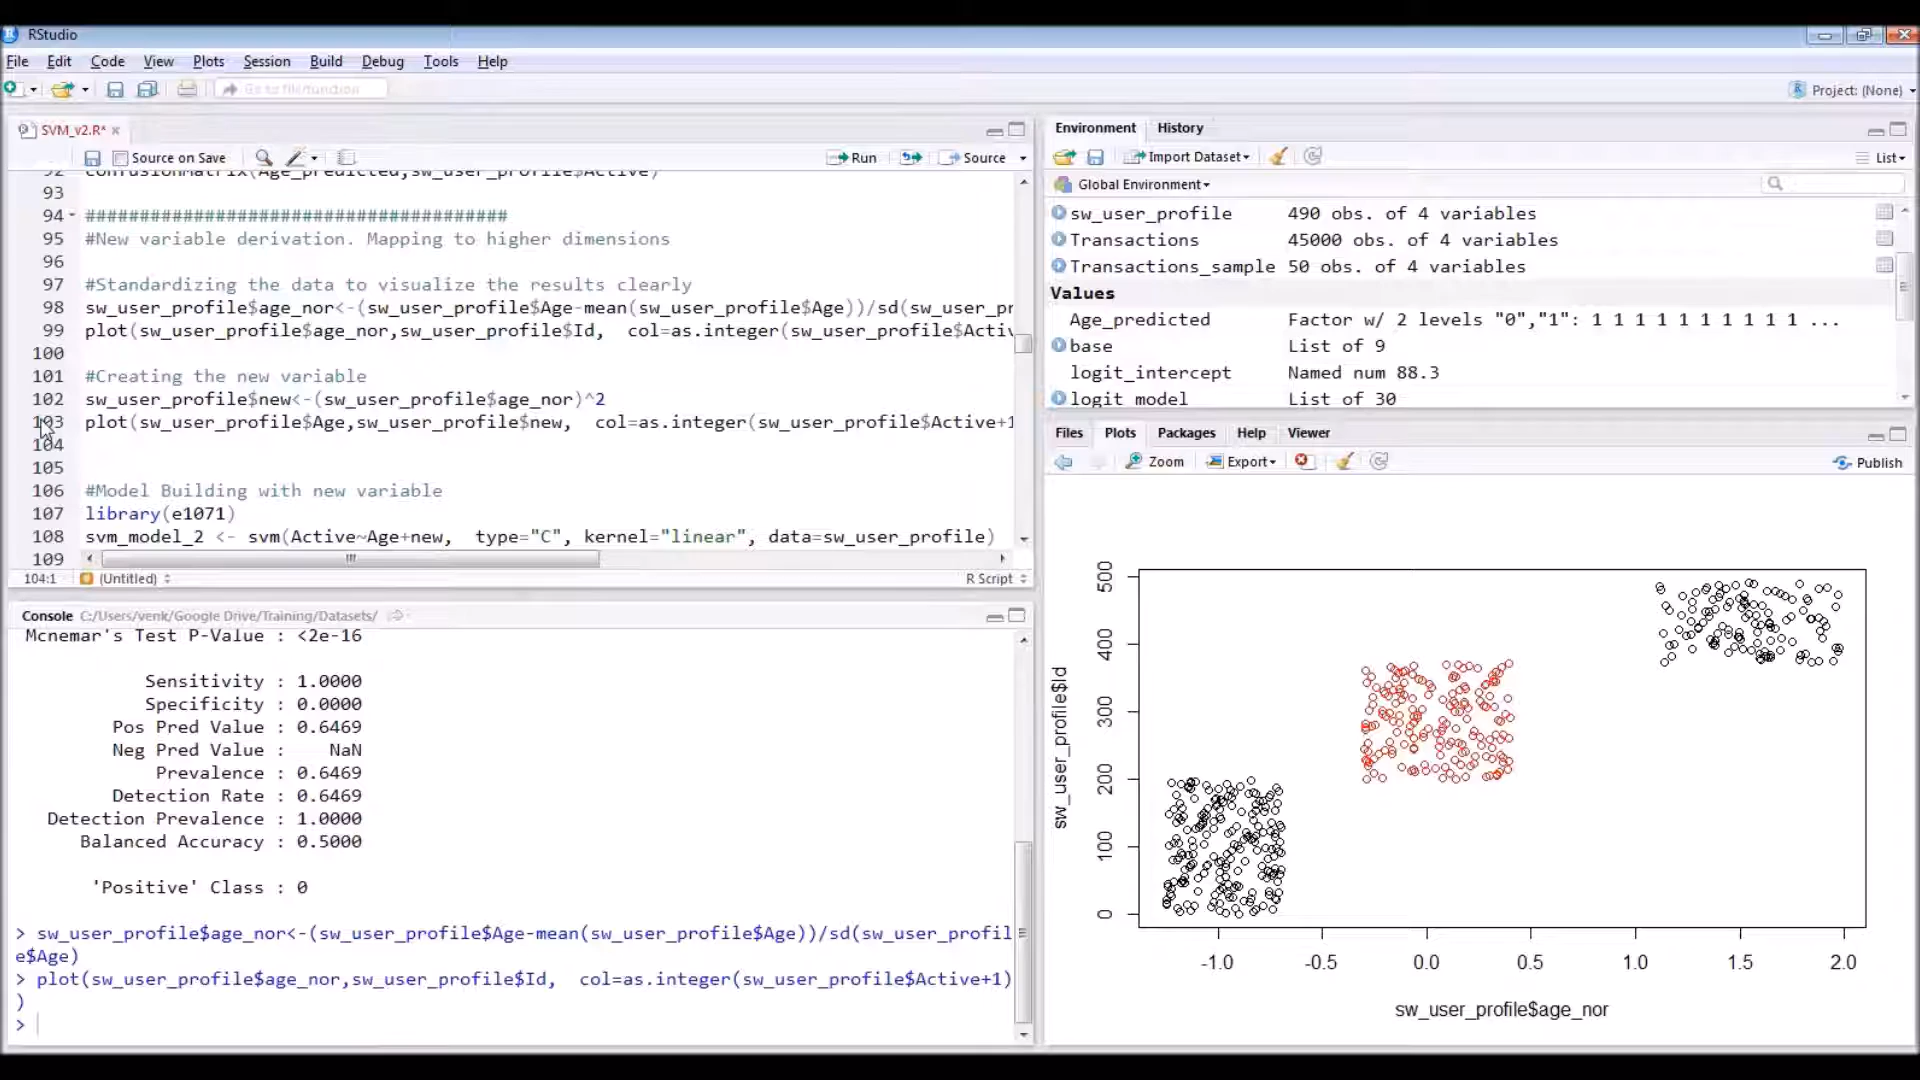 RStudio
File Edit Code View Plots Session Insert Build Debug Tools Help
Go to file/function
Project: (None)
SVM_v2.R*
Source on Save
Run
Source
92 confusionMatrix(Age_predicted,sw_user_profile$Active)
93
94 #######################################
95 #New variable derivation. Mapping to higher dimensions
96
97 #Standardizing the data to visualize the results clearly
98 sw_user_profile$age_nor<-(sw_user_profile$Age-mean(sw_user_profile$Age))/sd(sw_user_pr
99 plot(sw_user_profile$age_nor,sw_user_profile$Id, col=as.integer(sw_user_profile$Activ
100
101 #Creating the new variable
102 sw_user_profile$new<-(sw_user_profile$age_nor)^2
103 plot(sw_user_profile$Age,sw_user_profile$new, col=as.integer(sw_user_profile$Active+1
104
105
106 #Model Building with new variable
107 library(e1071)
108 svm_model_2 <- svm(Active~Age+new, type="C", kernel="linear", data=sw_user_profile)
109
104:1 (Untitled) R Script
Console C:/Users/venk/Google Drive/Training/Datasets/
Mcnemar's Test P-Value : <2e-16
Sensitivity : 1.0000
Specificity : 0.0000
Pos Pred Value : 0.6469
Neg Pred Value : NaN
Prevalence : 0.6469
Detection Rate : 0.6469
Detection Prevalence : 1.0000
Balanced Accuracy : 0.5000
'Positive' Class : 0
> sw_user_profile$age_nor<-(sw_user_profile$Age-mean(sw_user_profile$Age))/sd(sw_user_profil
e$Age)
> plot(sw_user_profile$age_nor,sw_user_profile$Id, col=as.integer(sw_user_profile$Active+1)
)
>
Environment History
Import Dataset
List
Global Environment
sw_user_profile 490 obs. of 4 variables
Transactions 45000 obs. of 4 variables
Transactions_sample 50 obs. of 4 variables
Values
Age_predicted Factor w/ 2 levels "0","1": 1 1 1 1 1 1 1 1 1 1 ...
base List of 9
logit_intercept Named num 88.3
logit_model List of 30
Files Plots Packages Help Viewer
Zoom Export Publish
sw_user_profile$Id
500
400
300
200
100
0
-1.0 -0.5 0.0 0.5 1.0 1.5 2.0
sw_user_profile$age_nor